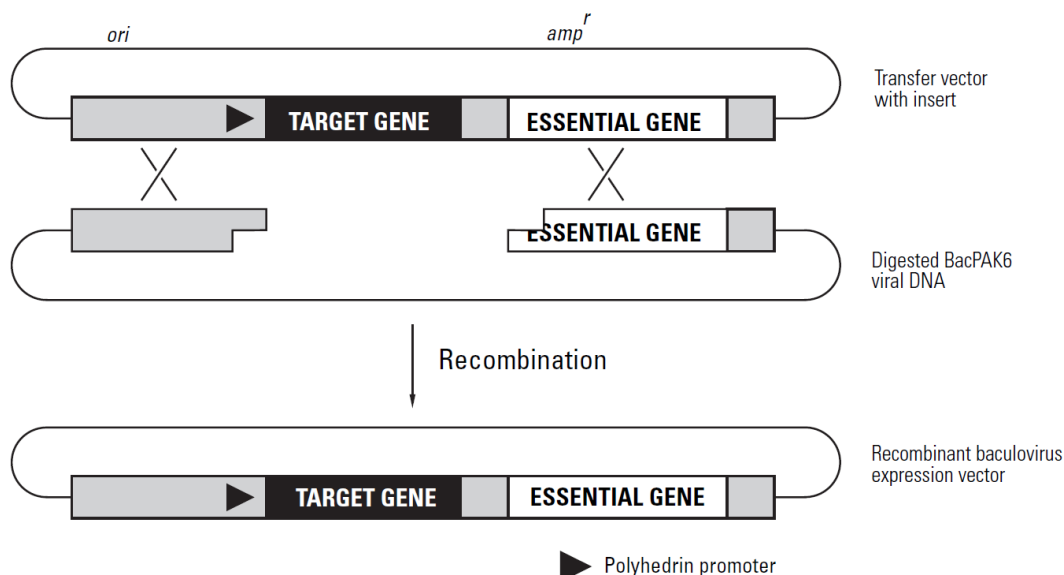 ori
amp^r
Transfer vector
with insert
TARGET GENE
ESSENTIAL GENE
ESSENTIAL GENE
Digested BacPAK6
viral DNA
Recombination
Recombinant baculovirus
expression vector
TARGET GENE
ESSENTIAL GENE
Polyhedrin promoter